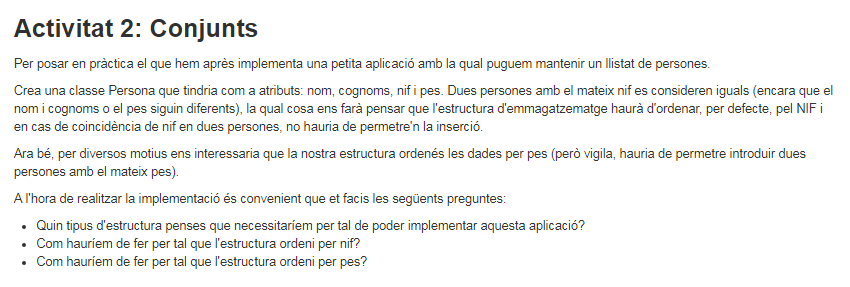 Activitat 2: Conjunts
Per posar en pràctica el que hem après implementa una petita aplicació amb la qual puguem mantenir un llistat de persones.
Crea una classe Persona que tindria com a atributs: nom, cognoms, nif i pes. Dues persones amb el mateix nif es consideren iguals (encara que el
nom i cognoms o el pes siguin diferents), la qual cosa ens farà pensar que l'estructura d'emmagatzematge haurà d'ordenar, per defecte, pel NIF i
en cas de coincidència de nif en dues persones, no hauria de permetre'n la inserció.
Ara bé, per diversos motius ens interessaria que la nostra estructura ordenés les dades per pes (però vigila, hauria de permetre introduir dues
persones amb el mateix pes).
A l'hora de realitzar la implementació és convenient que et facis les següents preguntes:
• Quin tipus d'estructura penses que necessitaríem per tal de poder implementar aquesta aplicació?
• Com hauríem de fer per tal que l'estructura ordeni per nif?
• Com hauríem de fer per tal que l'estructura ordeni per pes?